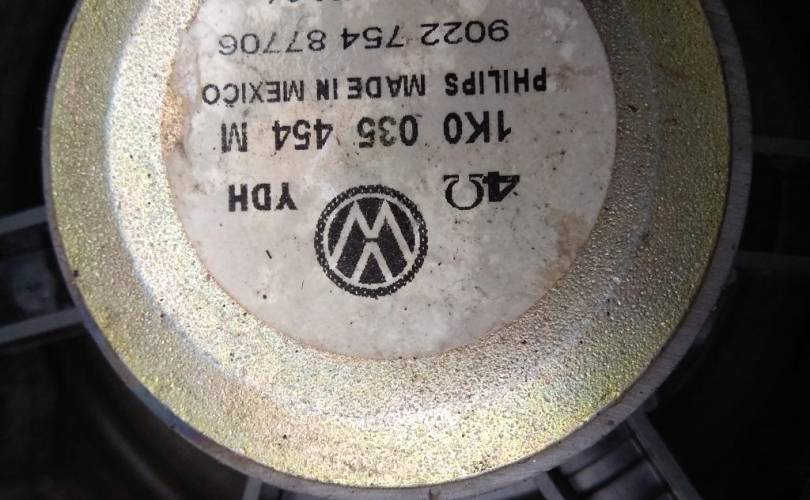 YDH
4Ω
1K0 035 454 M
PHILIPS MADE IN MEXICO
9022 754 87706